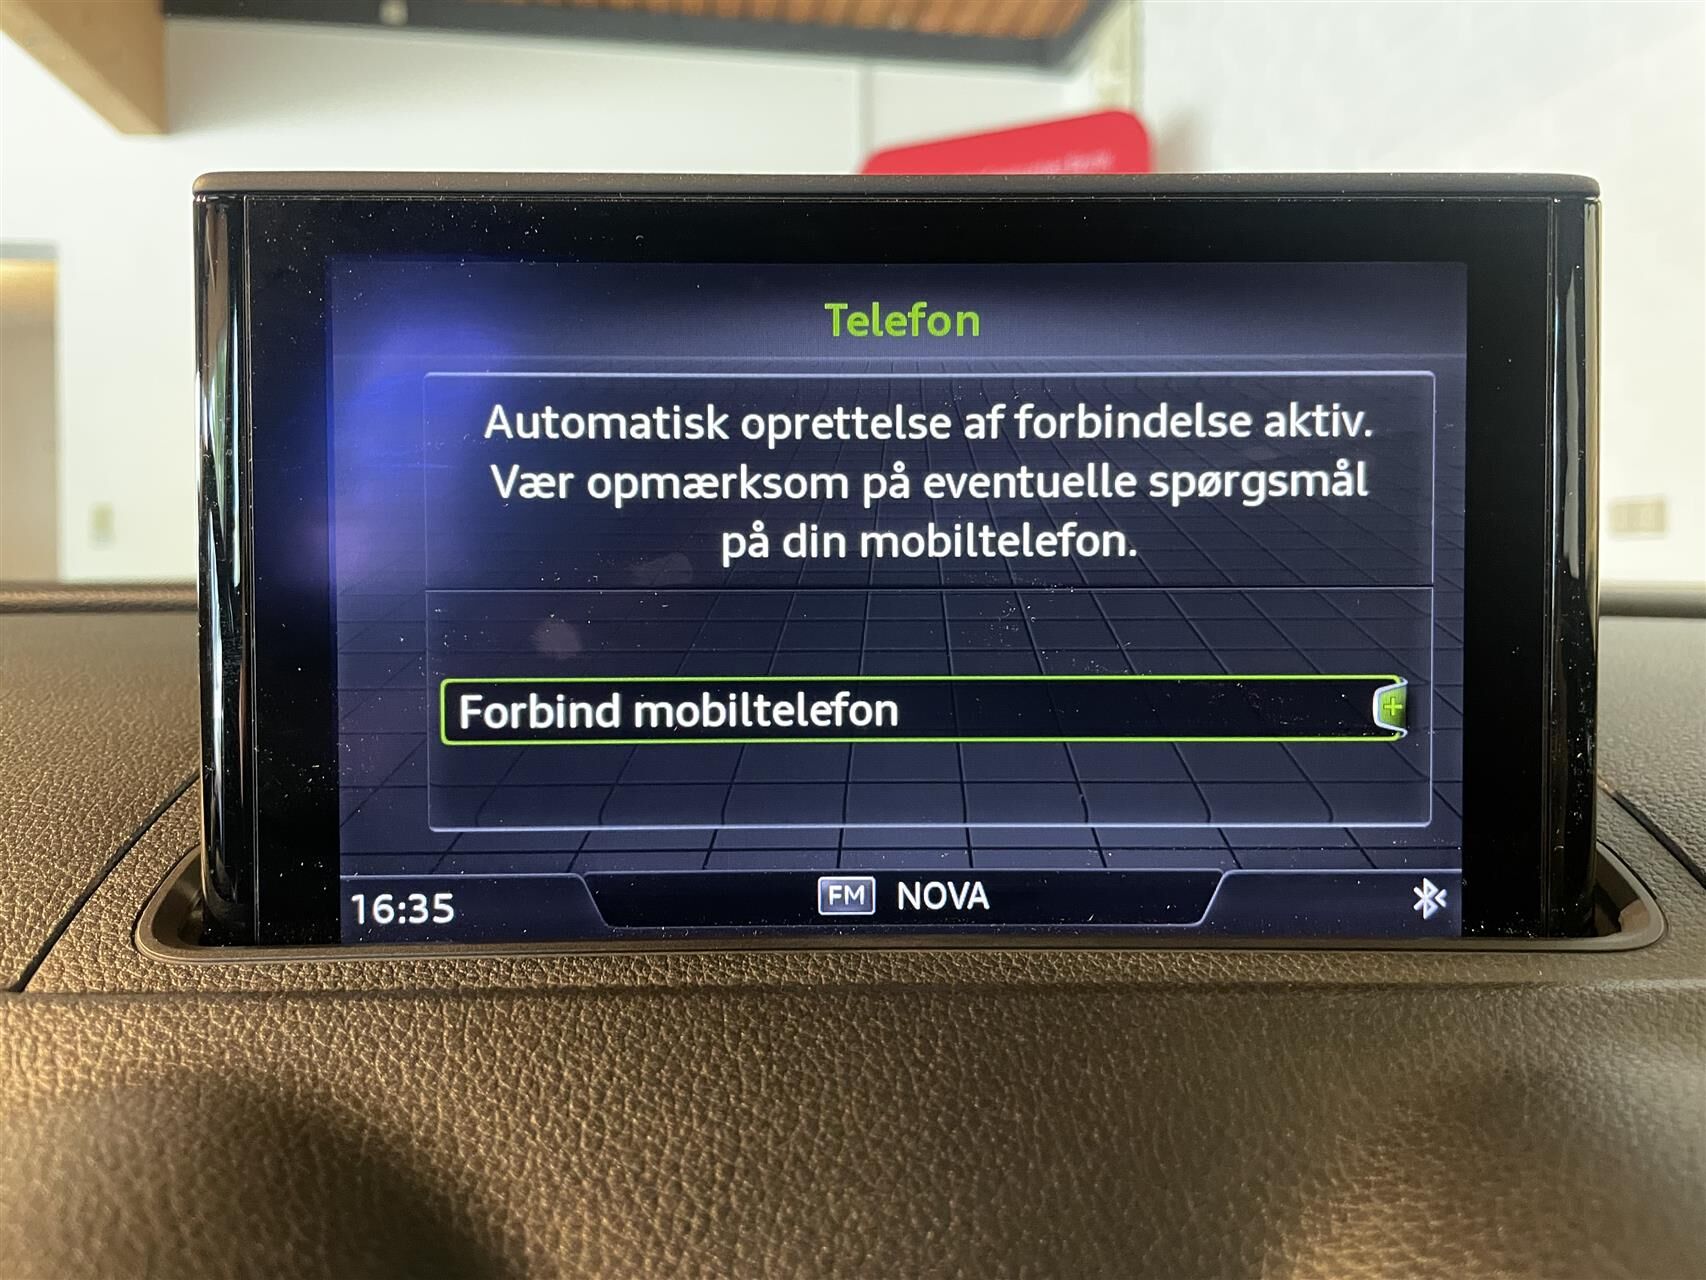 Telefon
Automatisk oprettelse af forbindelse aktiv.
Vær opmærksom på eventuelle spørgsmål
på din mobiltelefon.
Forbind mobiltelefon
16:35 FM NOVA